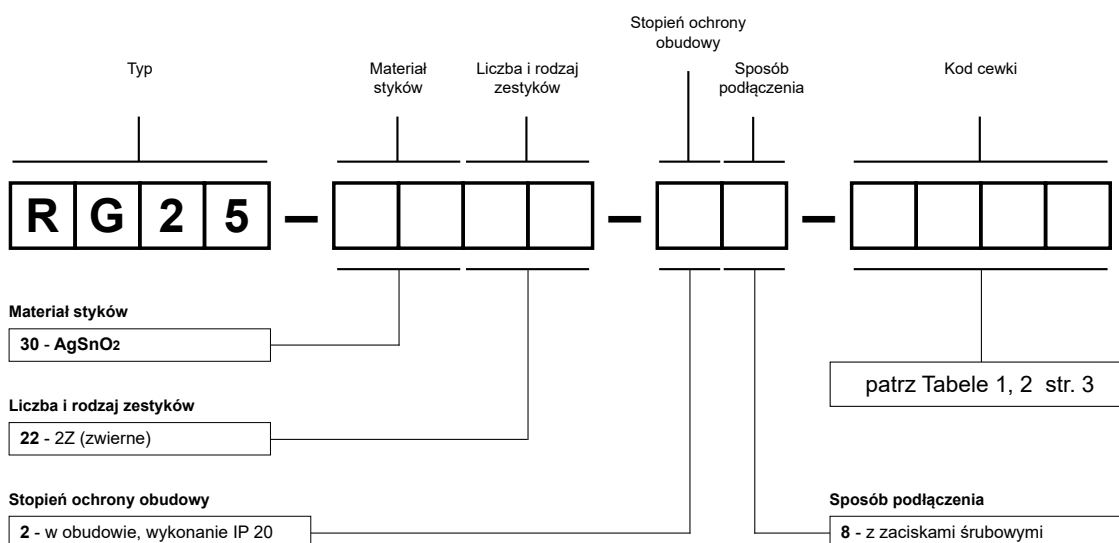 Stopień ochrony
obudowy
Typ
Materiał
styków
Liczba i rodzaj
zestyków
Sposób
podłączenia
Kod cewki
R G 2 5 – – –
Materiał styków
30 - AgSnO2
patrz Tabele 1, 2 str. 3
Liczba i rodzaj zestyków
22 - 2Z (zwierne)
Stopień ochrony obudowy
2 - w obudowie, wykonanie IP 20
Sposób podłączenia
8 - z zaciskami śrubowymi